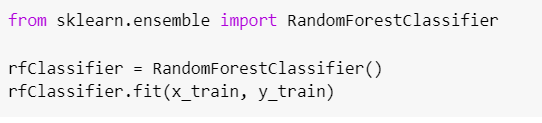 from sklearn.ensemble import RandomForestClassifier
rfClassifier = RandomForestClassifier()
rfClassifier.fit(x_train, y_train)